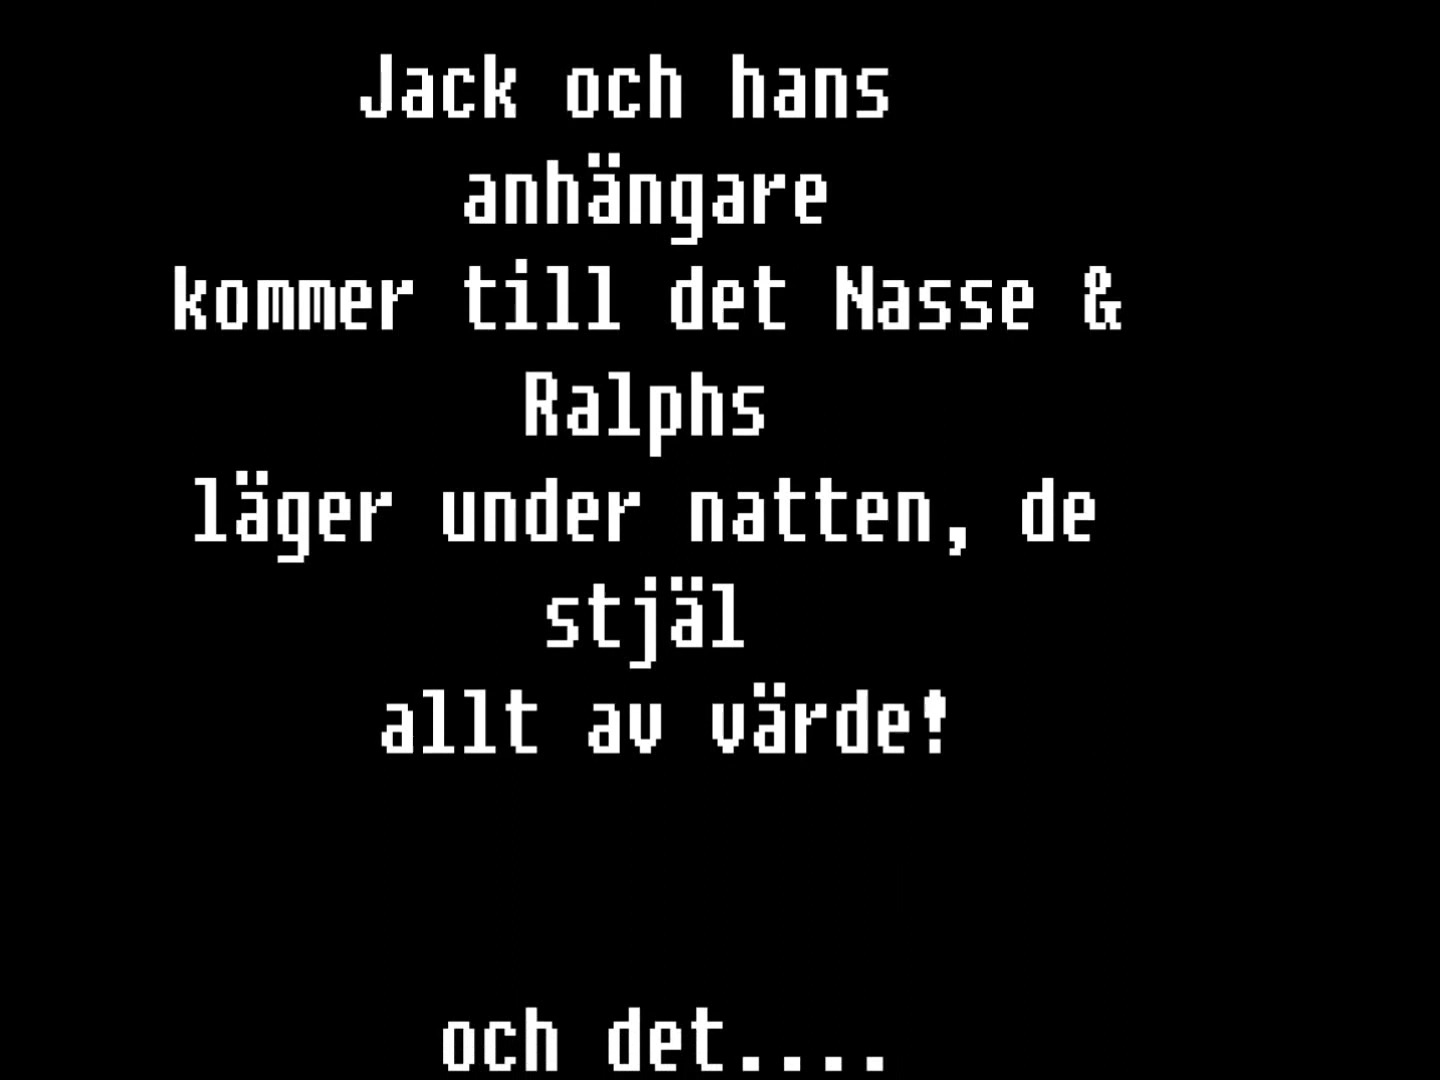 Jack och hans
anhängare
kommer till det Nasse &
Ralphs
läger under natten, de
stjäl
allt av värde!
och det....